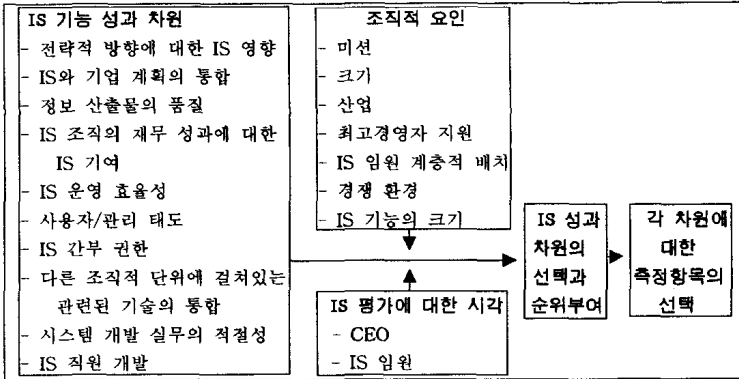 IS 기능 성과 차원
- 전략적 방향에 대한 IS 영향
- IS와 기업 계획의 통합
- 정보 산출물의 품질
- IS 조직의 재무 성과에 대한
IS 기여
- IS 운영 효율성
- 사용자/관리 태도
- IS 간부 권한
- 다른 조직적 단위에 걸쳐있는
관련된 기술의 통합
- 시스템 개발 실무의 적절성
- IS 직원 개발
조직적 요인
- 미션
- 크기
- 산업
- 최고경영자 지원
- IS 임원 계층적 배치
- 경쟁 환경
- IS 기능의 크기
IS 평가에 대한 시각
- CEO
- IS 임원
IS 성과
차원의
선택과
순위부여
각 차원에
대한
측정항목의
선택